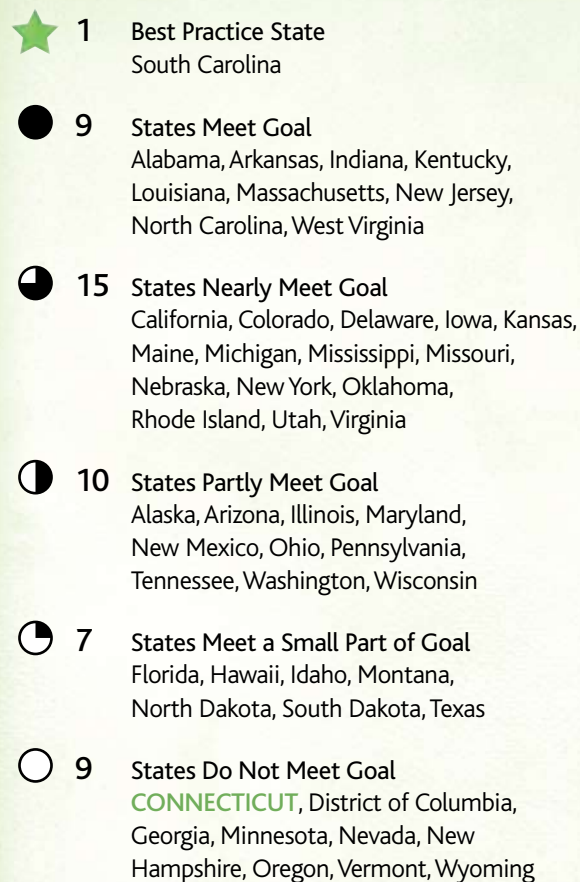 1 Best Practice State
South Carolina
9 States Meet Goal
Alabama, Arkansas, Indiana, Kentucky,
Louisiana, Massachusetts, New Jersey,
North Carolina, West Virginia
15 States Nearly Meet Goal
California, Colorado, Delaware, Iowa, Kansas,
Maine, Michigan, Mississippi, Missouri,
Nebraska, New York, Oklahoma,
Rhode Island, Utah, Virginia
10 States Partly Meet Goal
Alaska, Arizona, Illinois, Maryland,
New Mexico, Ohio, Pennsylvania,
Tennessee, Washington, Wisconsin
7 States Meet a Small Part of Goal
Florida, Hawaii, Idaho, Montana,
North Dakota, South Dakota, Texas
9 States Do Not Meet Goal
CONNECTICUT, District of Columbia,
Georgia, Minnesota, Nevada, New
Hampshire, Oregon, Vermont, Wyoming